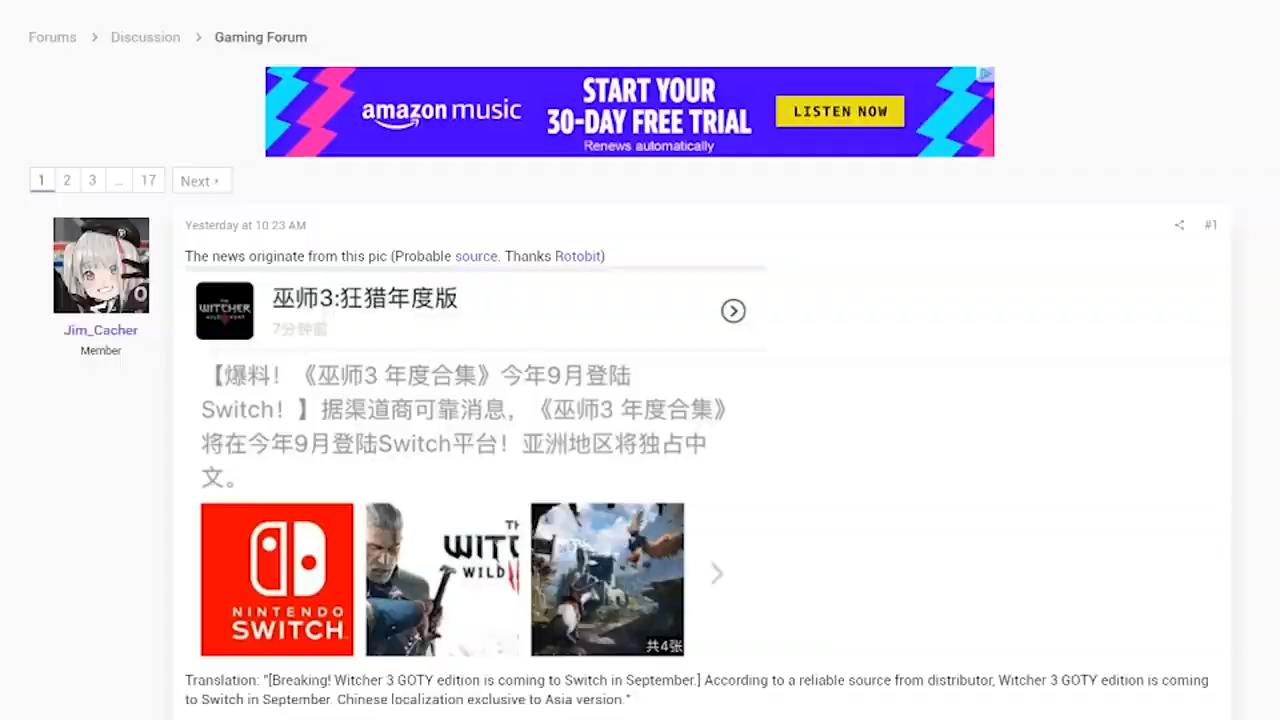 Forums > Discussion > Gaming Forum
amazon music
START YOUR
30-DAY FREE TRIAL
Renews automatically
LISTEN NOW
1 2 3 ... 17 Next
Yesterday at 10:23 AM #1
The news originate from this pic (Probable source. Thanks Rotobit)
Jim_Cacher
Member
THE
WITCHER
WILD HUNT
巫师3:狂猎年度版
7分钟前
【爆料！《巫师3 年度合集》今年9月登陆
Switch！】据渠道商可靠消息，《巫师3 年度合集》
将在今年9月登陆Switch平台！亚洲地区将独占中
文。
NINTENDO
SWITCH
TH
WITC
WILD
共4张
Translation: "[Breaking! Witcher 3 GOTY edition is coming to Switch in September.] According to a reliable source from distributor, Witcher 3 GOTY edition is coming
to Switch in September. Chinese localization exclusive to Asia version."